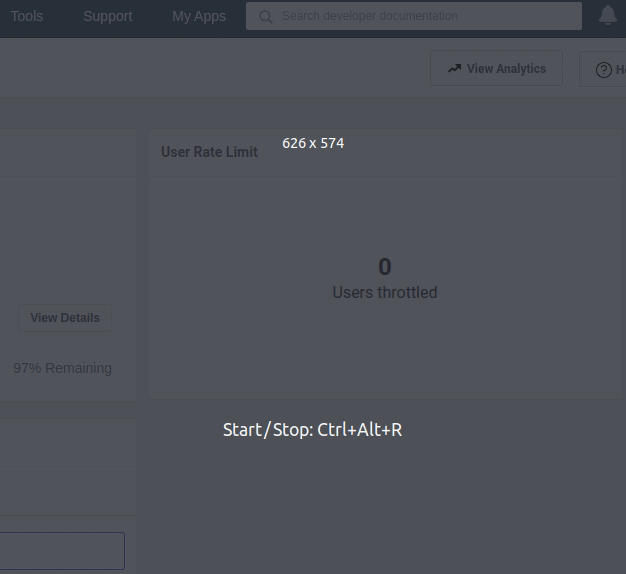 Tools Support My Apps Search developer documentation
View Analytics
User Rate Limit
626 x 574
0
Users throttled
View Details
97% Remaining
Start/Stop: Ctrl+Alt+R